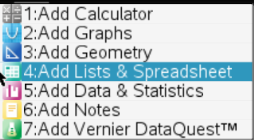 1:Add Calculator
2:Add Graphs
3:Add Geometry
4:Add Lists & Spreadsheet
5:Add Data & Statistics
6:Add Notes
7:Add Vernier DataQuest™